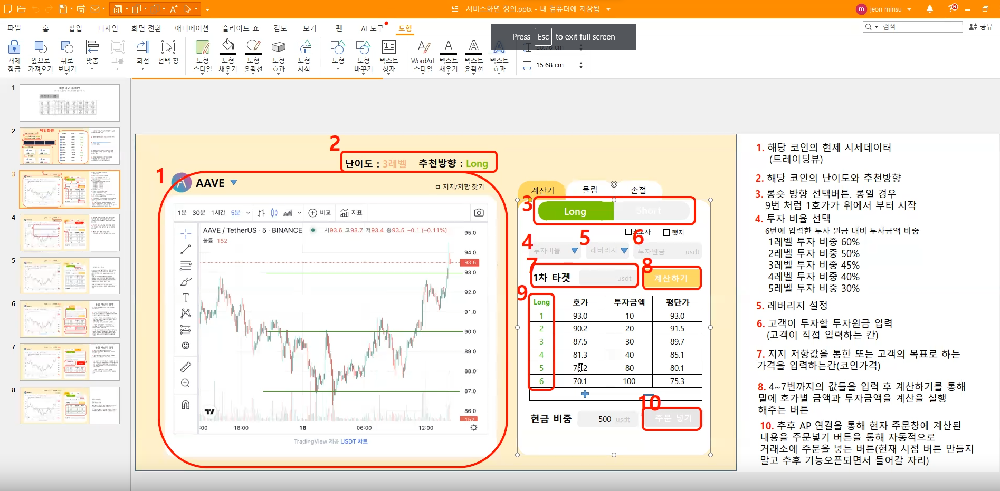 서비스화면 정의.pptx - 내 컴퓨터에 저장됨
m jeon minsu
파일 홈 삽입 디자인 화면 전환 애니메이션 슬라이드 쇼 검토 보기 펜 AI 도구 도형
검색
공유
Press Esc to exit full screen
개체 잠금
앞으로 가져오기
뒤로 보내기
맞춤
그룹
회전
선택 창
도형 스타일
도형 채우기
도형 윤곽선
도형 효과
도형 서식
도형
도형 바꾸기
텍스트 상자
WordArt 스타일
텍스트 채우기
텍스트 윤곽선
텍스트 효과
20.76 cm
15.68 cm
1
2
메인화면
3
4
5
6
7
8
2
난이도 : 3레벨 추천방향 : Long
1
AAVE
지지/저항 찾기
1분 30분 1시간 5분 비교 지표
AAVE / TetherUS · 5 · BINANCE 시93.6 고93.7 저93.4 종93.5 −0.1 (−0.11%)
볼륨 152
95.0
94.0
93.5
93.0
92.0
91.0
90.0
89.0
88.0
87.0
86.0
152
:00 18:00 18 06:00 12:00
TradingView 제공 USDT 차트
계산기 물림 손절
3
Long Short
햇지
4 5 6
투자비율 레버리지 투자원금 usdt
7 8
1차 타겟 usdt 계산하기
9
Long 호가 투자금액 평단가
1 93.0 10 93.0
2 90.2 20 91.5
3 87.5 30 89.7
4 81.3 40 85.1
5 80 80.1
6 70.1 100 75.3
10
현금 비중 500 usdt 주문 넣기
1. 해당 코인의 현제 시세데이터
(트레이딩뷰)
2. 해당 코인의 난이도와 추천방향
3. 롱숏 방향 선택버튼. 롱일 경우
9번 처럼 1호가가 위에서 부터 시작
4. 투자 비율 선택
6번에 입력한 투자 원금 대비 투자금액 비중
1레벨 투자 비중 60%
2레벨 투자 비중 50%
3레벨 투자 비중 45%
4레벨 투자 비중 40%
5레벨 투자 비중 30%
5. 레버리지 설정
6. 고객이 투자할 투자원금 입력
(고객이 직접 입력하는 칸)
7. 지지 저항값을 통한 또는 고객의 목표로 하는
가격을 입력하는칸(코인가격)
8. 4~7번까지의 값들을 입력 후 계산하기를 통해
밑에 호가별 금액과 투자금액을 계산을 실행
해주는 버튼
10. 추후 AP 연결을 통해 현자 주문창에 계산된
내용을 주문넣기 버튼을 통해 자동적으로
거래소에 주문을 넣는 버튼(현재 시점 버튼 만들지
말고 추후 기능오픈되면서 들어갈 자리)